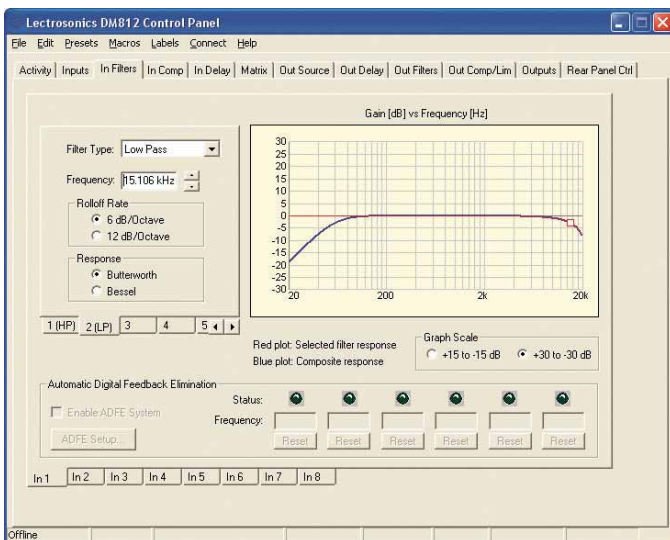 Lectrosonics DM812 Control Panel
File Edit Presets Macros Labels Connect Help
Activity Inputs In Filters In Comp In Delay Matrix Out Source Out Delay Out Filters Out Comp/Lim Outputs Rear Panel Ctrl
Gain [dB] vs Frequency [Hz]
Filter Type: Low Pass
Frequency: 15.106 kHz
Rolloff Rate
6 dB/Octave
12 dB/Octave
Response
Butterworth
Bessel
1 (HP) 2 (LP) 3 4 5
30
25
20
15
10
5
0
-5
-10
-15
-20
-25
-30
20 200 2k 20k
Red plot: Selected filter response
Blue plot: Composite response
Graph Scale
+15 to -15 dB +30 to -30 dB
Automatic Digital Feedback Elimination
Enable ADFE System
ADFE Setup...
Status:
Frequency:
Reset Reset Reset Reset Reset Reset
In 1 In 2 In 3 In 4 In 5 In 6 In 7 In 8
Offline